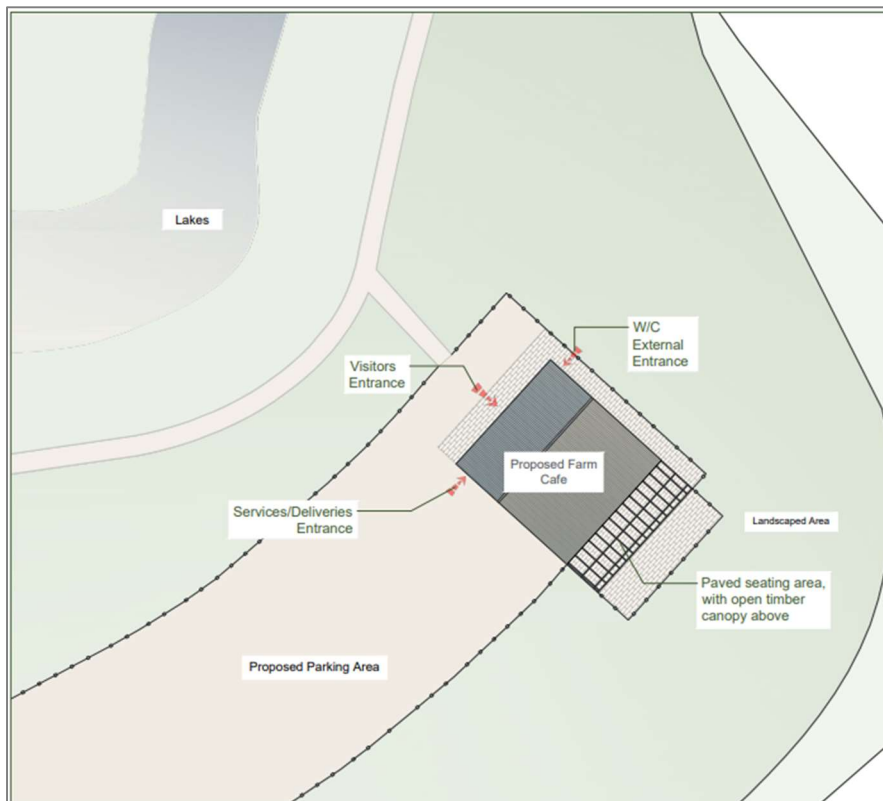 Lakes
W/C
External
Entrance
Visitors
Entrance
Proposed Farm
Cafe
Services/Deliveries
Entrance
Landscaped Area
Paved seating area,
with open timber
canopy above
Proposed Parking Area